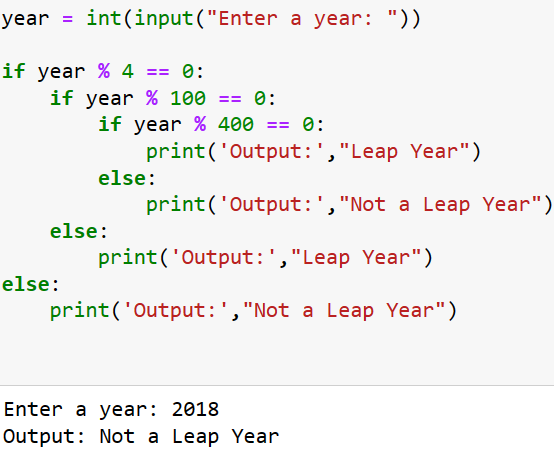 year = int(input("Enter a year: "))
if year % 4 == 0:
    if year % 100 == 0:
        if year % 400 == 0:
            print('Output:',"Leap Year")
        else:
            print('Output:',"Not a Leap Year")
    else:
        print('Output:',"Leap Year")
else:
    print('Output:',"Not a Leap Year")
Enter a year: 2018
Output: Not a Leap Year